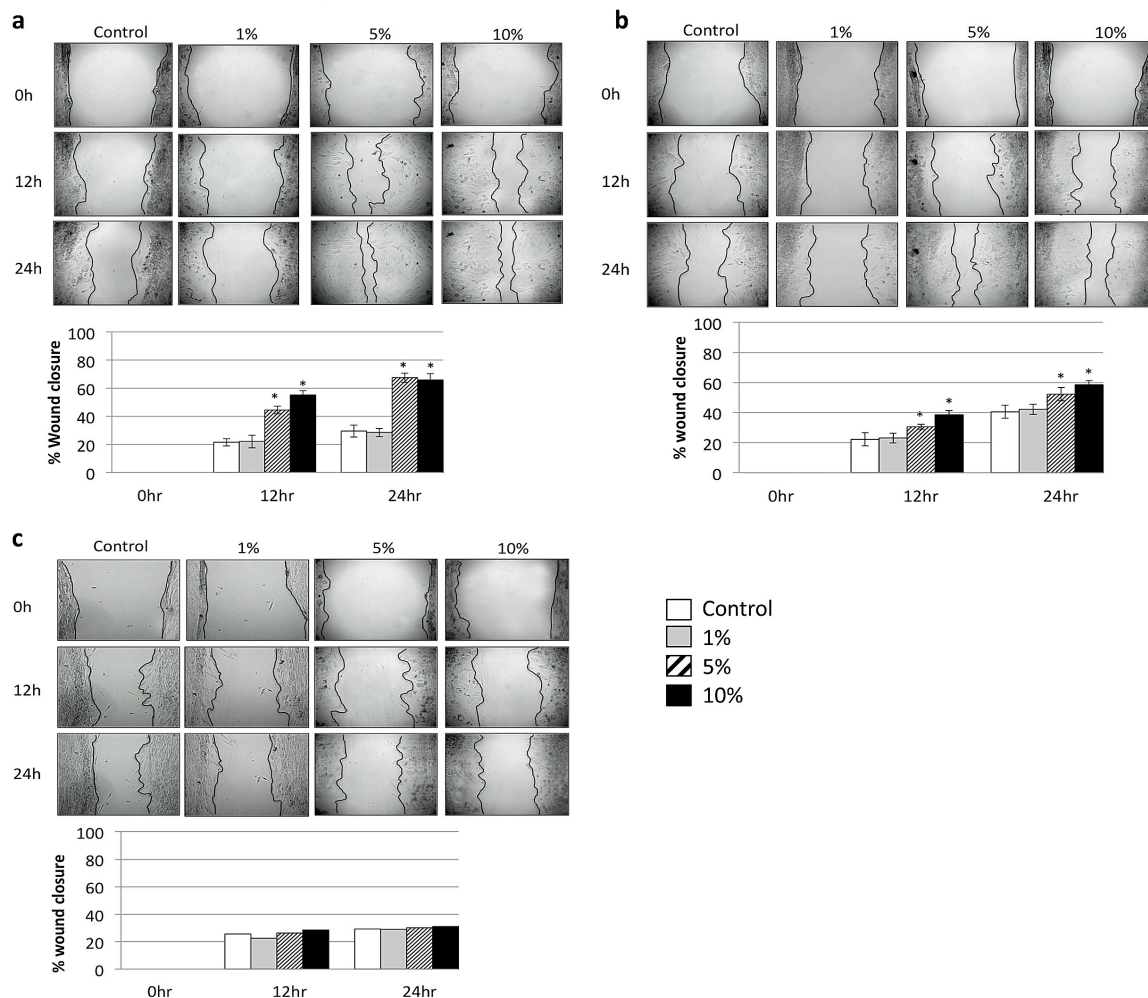 a
Control 1% 5% 10%
0h
12h
24h
100
80
60
40
20
0
% Wound closure
* * * *
0hr 12hr 24hr
b
Control 1% 5% 10%
0h
12h
24h
100
80
60
40
20
0
% wound closure
* * * *
0hr 12hr 24hr
c
Control 1% 5% 10%
0h
12h
24h
100
80
60
40
20
0
% wound closure
0hr 12hr 24hr
Control
1%
5%
10%